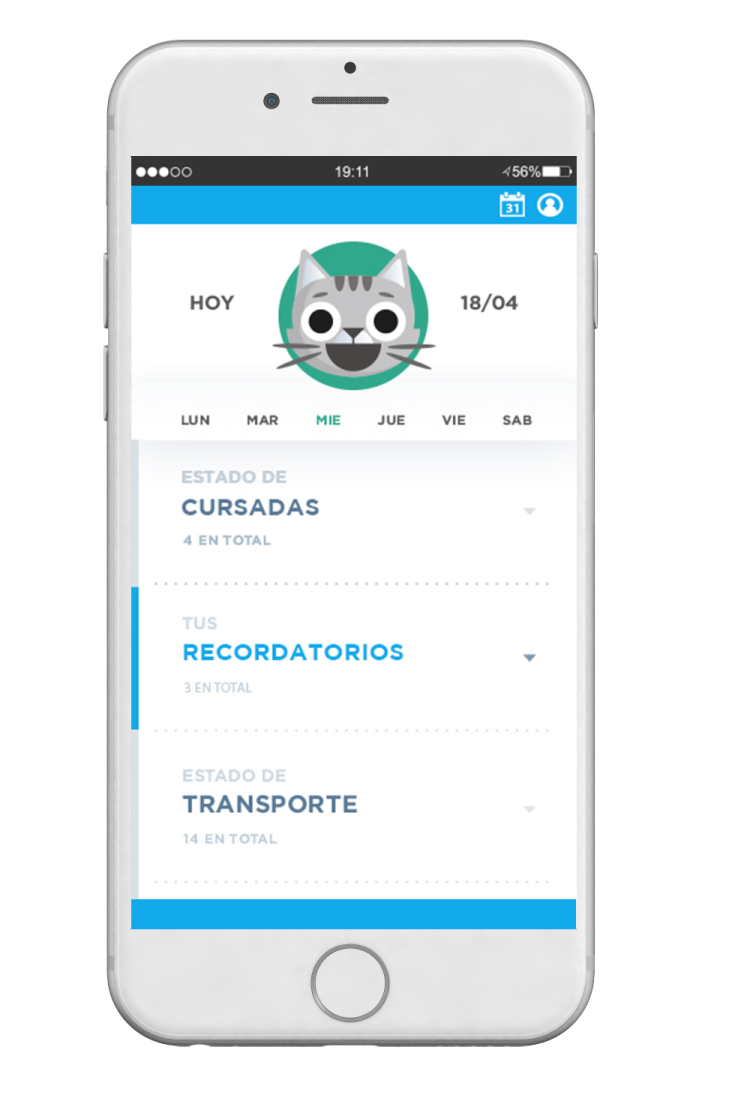 19:11
56%
31
HOY
18/04
LUN MAR MIE JUE VIE SAB
ESTADO DE
CURSADAS
4 EN TOTAL
TUS
RECORDATORIOS
3 EN TOTAL
ESTADO DE
TRANSPORTE
14 EN TOTAL